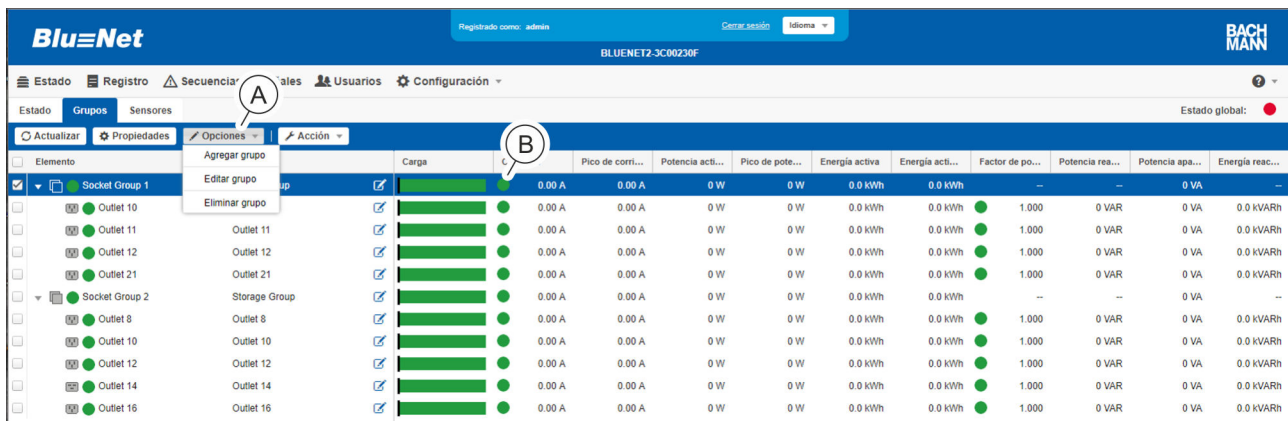 Registrado como: admin Cerrar sesión Idioma
BlueNet BACHMANN
BLUENET2-3C00230F
Estado Registro Secuencias ales Usuarios Configuración ?
A
Estado Grupos Sensores Estado global:
Actualizar Propiedades Opciones | Acción
B
Elemento Carga C Pico de corri... Potencia acti... Pico de pote... Energía activa Energía acti... Factor de po... Potencia rea... Potencia apa... Energía reac...
Agregar grupo
Socket Group 1 up 0.00 A 0.00 A 0 W 0 W 0.0 kWh 0.0 kWh -- -- 0 VA --
Editar grupo
Eliminar grupo
Outlet 10 0.00 A 0.00 A 0 W 0 W 0.0 kWh 0.0 kWh 1.000 0 VAR 0 VA 0.0 kVARh
Outlet 11 Outlet 11 0.00 A 0.00 A 0 W 0 W 0.0 kWh 0.0 kWh 1.000 0 VAR 0 VA 0.0 kVARh
Outlet 12 Outlet 12 0.00 A 0.00 A 0 W 0 W 0.0 kWh 0.0 kWh 1.000 0 VAR 0 VA 0.0 kVARh
Outlet 21 Outlet 21 0.00 A 0.00 A 0 W 0 W 0.0 kWh 0.0 kWh 1.000 0 VAR 0 VA 0.0 kVARh
Socket Group 2 Storage Group 0.00 A 0.00 A 0 W 0 W 0.0 kWh 0.0 kWh -- -- 0 VA --
Outlet 8 Outlet 8 0.00 A 0.00 A 0 W 0 W 0.0 kWh 0.0 kWh 1.000 0 VAR 0 VA 0.0 kVARh
Outlet 10 Outlet 10 0.00 A 0.00 A 0 W 0 W 0.0 kWh 0.0 kWh 1.000 0 VAR 0 VA 0.0 kVARh
Outlet 12 Outlet 12 0.00 A 0.00 A 0 W 0 W 0.0 kWh 0.0 kWh 1.000 0 VAR 0 VA 0.0 kVARh
Outlet 14 Outlet 14 0.00 A 0.00 A 0 W 0 W 0.0 kWh 0.0 kWh 1.000 0 VAR 0 VA 0.0 kVARh
Outlet 16 Outlet 16 0.00 A 0.00 A 0 W 0 W 0.0 kWh 0.0 kWh 1.000 0 VAR 0 VA 0.0 kVARh